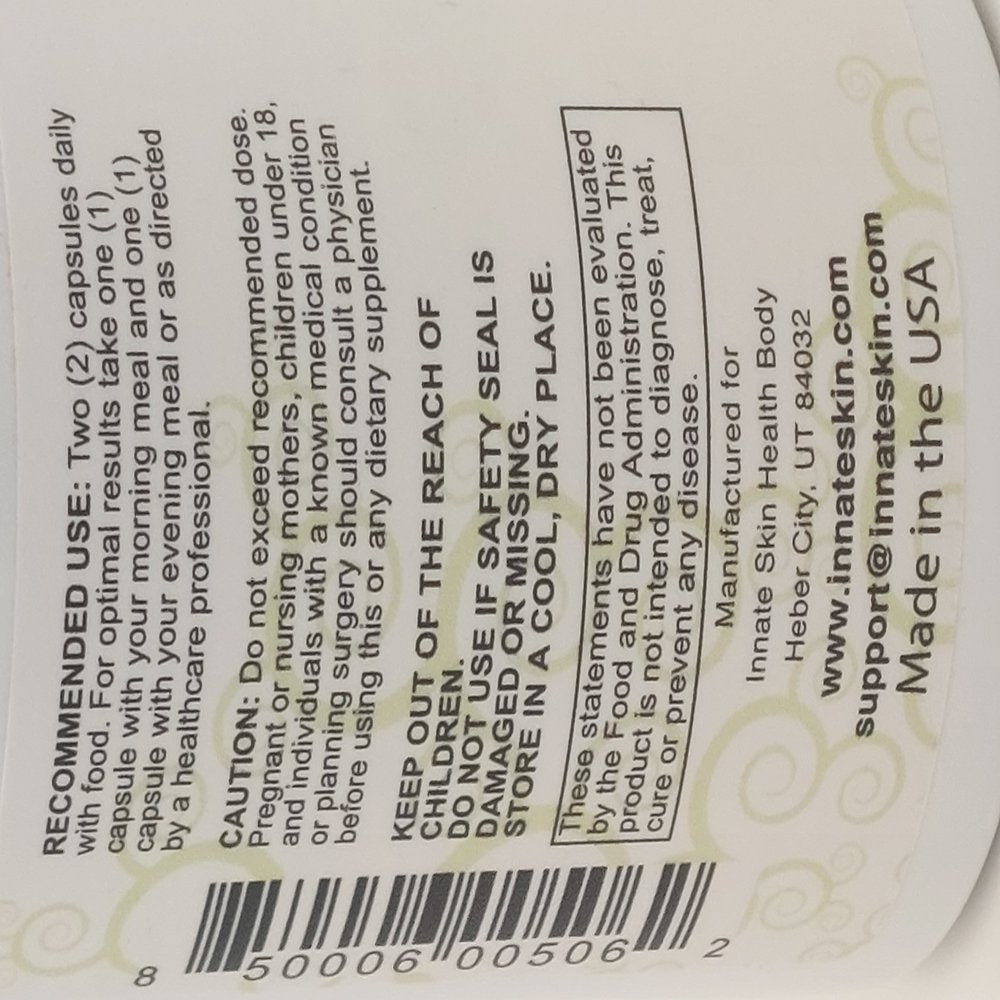 RECOMMENDED USE: Two (2) capsules daily
with food. For optimal results take one (1)
capsule with your morning meal and one (1)
capsule with your evening meal or as directed
by a healthcare professional.
CAUTION: Do not exceed recommended dose.
Pregnant or nursing mothers, children under 18,
and individuals with a known medical condition
or planning surgery should consult a physician
before using this or any dietary supplement.
KEEP OUT OF THE REACH OF
CHILDREN.
DO NOT USE IF SAFETY SEAL IS
DAMAGED OR MISSING.
STORE IN A COOL, DRY PLACE.
These statements have not been evaluated
by the Food and Drug Administration. This
product is not intended to diagnose, treat,
cure or prevent any disease.
Manufactured for
Innate Skin Health Body
Heber City, UT 84032
www.innateskin.com
support@innateskin.com
Made in the USA
8 50006 00506 2